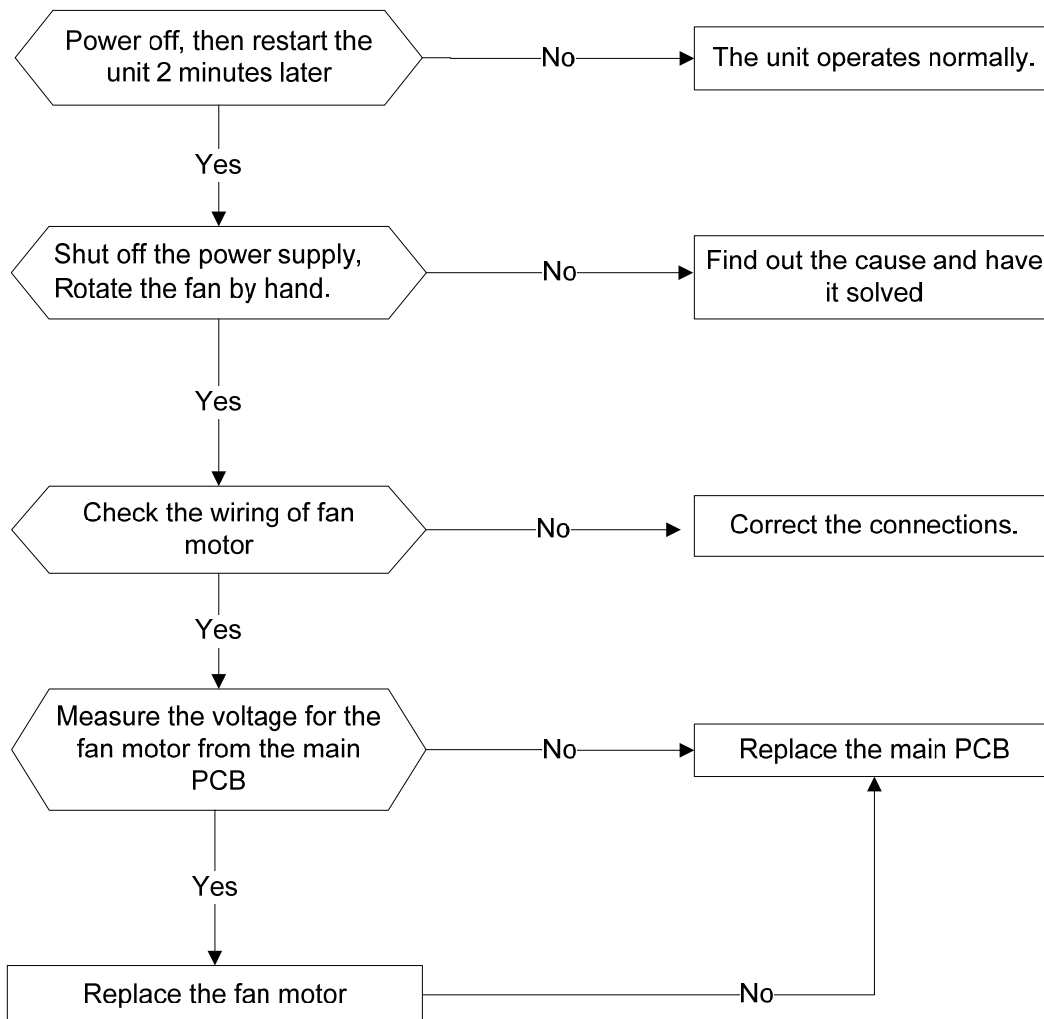 Power off, then restart the
unit 2 minutes later
No
The unit operates normally.
Yes
Shut off the power supply,
Rotate the fan by hand.
No
Find out the cause and have
it solved
Yes
Check the wiring of fan
motor
No
Correct the connections.
Yes
Measure the voltage for the
fan motor from the main
PCB
No
Replace the main PCB
Yes
Replace the fan motor
No